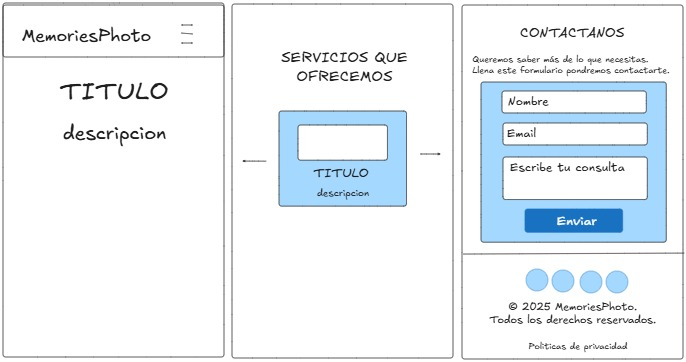 MemoriesPhoto
TITULO
descripcion
SERVICIOS QUE
OFRECEMOS
TITULO
descripcion
CONTACTANOS
Queremos saber más de lo que necesitas.
Llena este formulario pondremos contactarte.
Nombre
Email
Escribe tu consulta
Enviar
© 2025 MemoriesPhoto.
Todos los derechos reservados.
Politicas de privacidad